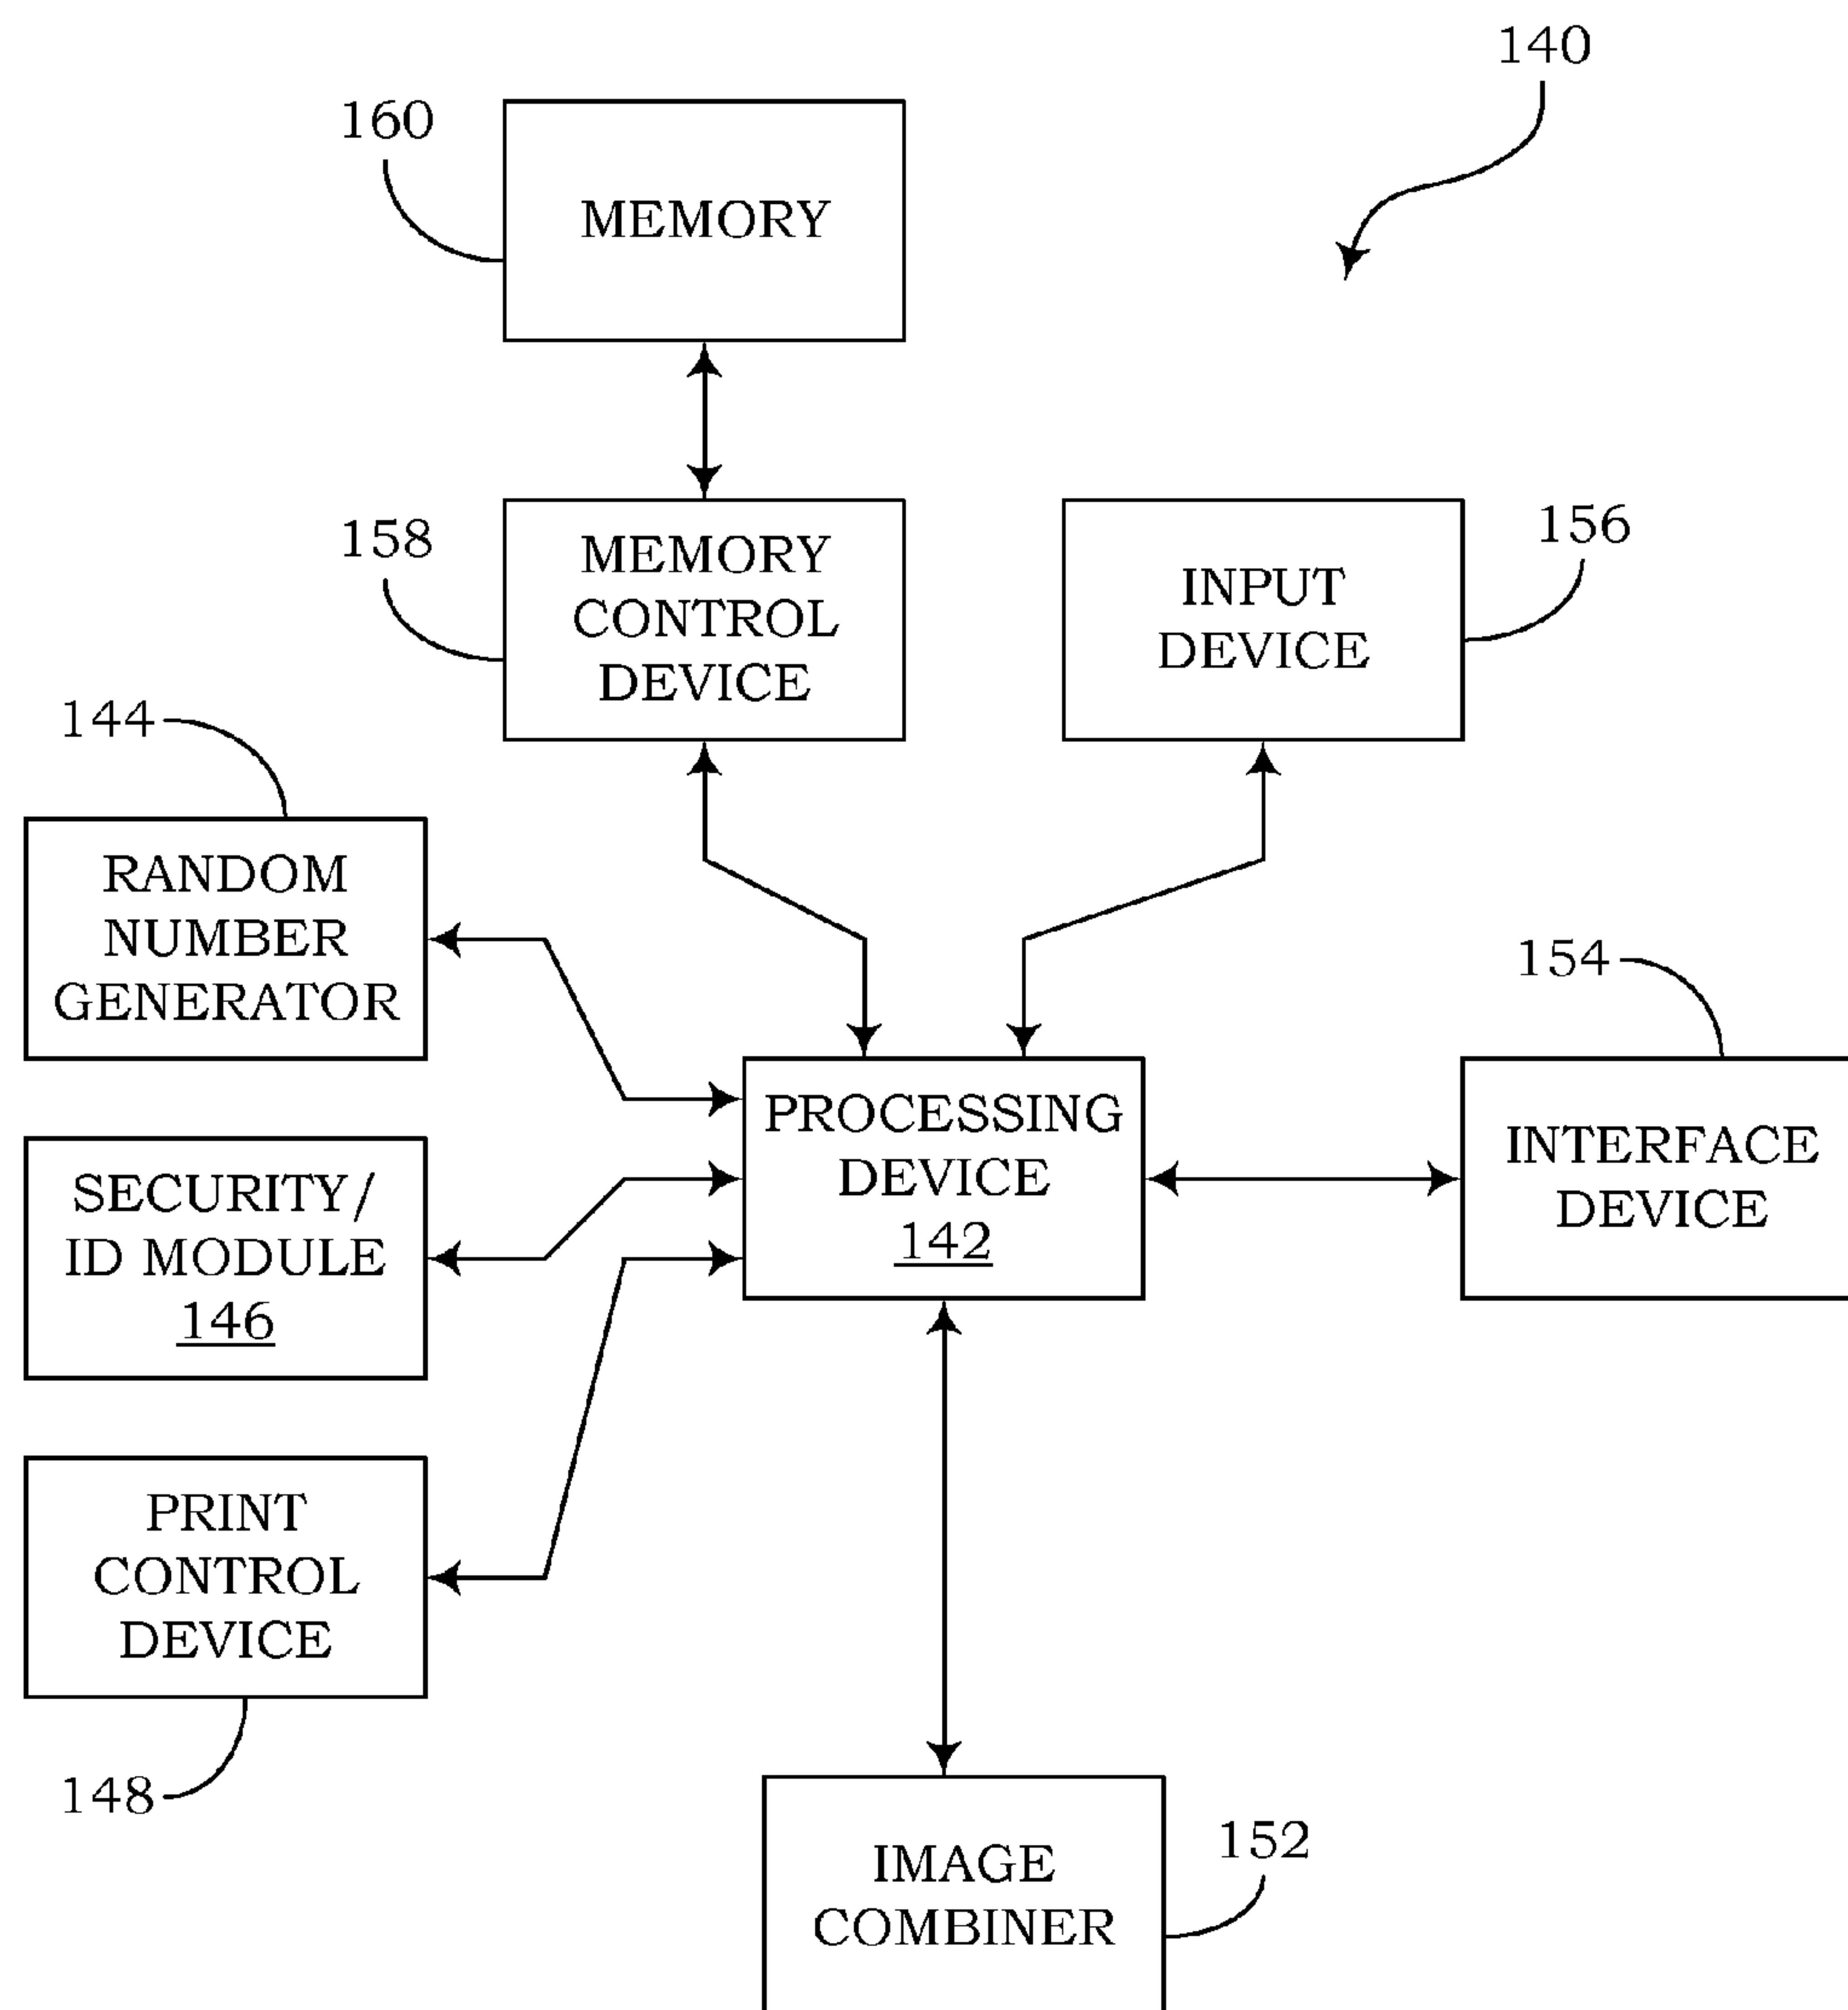 140
160
MEMORY
158
MEMORY
CONTROL
DEVICE
156
INPUT
DEVICE
144
RANDOM
NUMBER
GENERATOR
154
PROCESSING
DEVICE
142
INTERFACE
DEVICE
SECURITY/
ID MODULE
146
PRINT
CONTROL
DEVICE
148
152
IMAGE
COMBINER